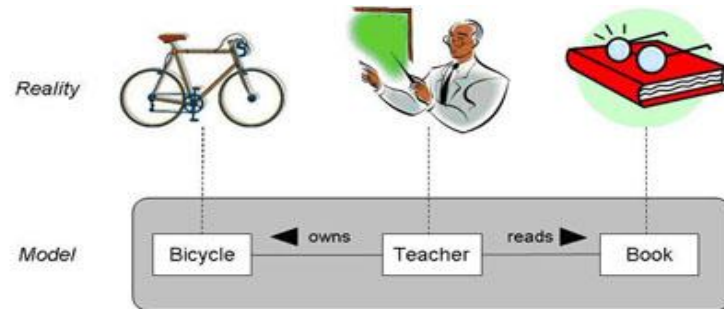 Reality
Model
Bicycle
owns
Teacher
reads
Book